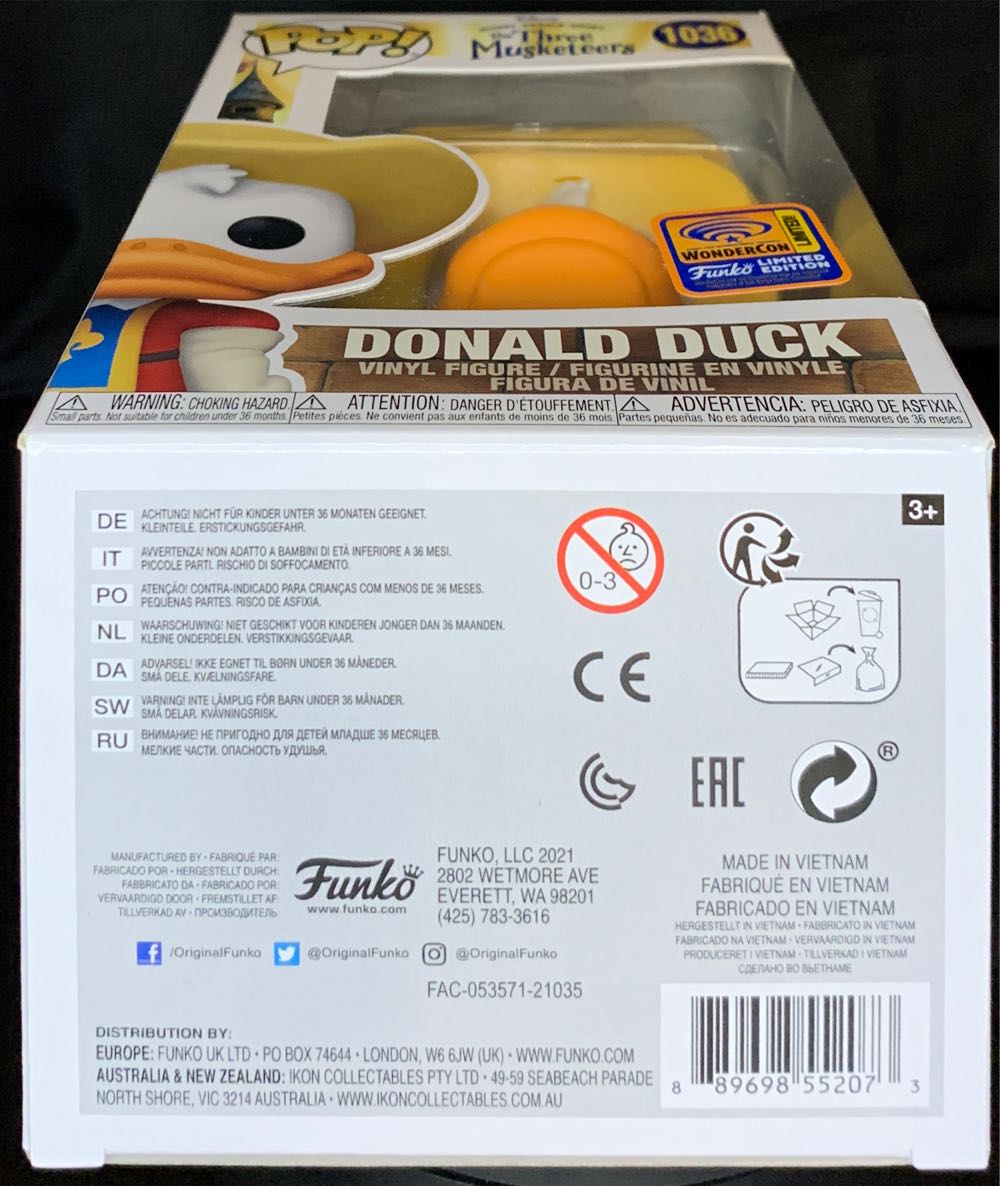 POP!
Disney
The Three
Musketeers
1036
WONDERCON
LIMITED
Funko LIMITED
EDITION
DONALD DUCK
VINYL FIGURE / FIGURINE EN VINYLE
FIGURA DE VINIL
WARNING: CHOKING HAZARD.
Small parts. Not suitable for children under 36 months.
ATTENTION: DANGER D'ÉTOUFFEMENT.
Petites pièces. Ne convient pas aux enfants de moins de 36 mois.
ADVERTENCIA: PELIGRO DE ASFIXIA.
Partes pequeñas. No es adecuado para niños menores de 36 meses.
3+
DE ACHTUNG! NICHT FÜR KINDER UNTER 36 MONATEN GEEIGNET.
KLEINTEILE. ERSTICKUNGSGEFAHR.
IT AVVERTENZA! NON ADATTO A BAMBINI DI ETÀ INFERIORE A 36 MESI.
PICCOLE PARTI. RISCHIO DI SOFFOCAMENTO.
PO ATENÇÃO! CONTRA-INDICADO PARA CRIANÇAS COM MENOS DE 36 MESES.
PEQUENAS PARTES. RISCO DE ASFIXIA.
NL WAARSCHUWING! NIET GESCHIKT VOOR KINDEREN JONGER DAN 36 MAANDEN.
KLEINE ONDERDELEN. VERSTIKKINGSGEVAAR.
DA ADVARSEL! IKKE EGNET TIL BØRN UNDER 36 MÅNEDER.
SMÅ DELE. KVÆLNINGSFARE.
SW VARNING! INTE LÄMPLIG FÖR BARN UNDER 36 MÅNADER.
SMÅ DELAR. KVÄVNINGSRISK.
RU ВНИМАНИЕ! НЕ ПРИГОДНО ДЛЯ ДЕТЕЙ МЛАДШЕ 36 МЕСЯЦЕВ.
МЕЛКИЕ ЧАСТИ. ОПАСНОСТЬ УДУШЬЯ.
0-3
CE
EAC
®
MANUFACTURED BY • FABRIQUÉ PAR:
FABRICADO POR • HERGESTELLT DURCH:
FABBRICATO DA • FABRICADO POR:
VERVAARDIGD DOOR • FREMSTILLET AF:
TILLVERKAD AV • ПРОИЗВОДИТЕЛЬ
Funko
www.funko.com
FUNKO, LLC 2021
2802 WETMORE AVE
EVERETT, WA 98201
(425) 783-3616
MADE IN VIETNAM
FABRIQUÉ EN VIETNAM
FABRICADO EN VIETNAM
HERGESTELLT IN VIETNAM • FABBRICATO IN VIETNAM
FABRICADO NA VIETNAM • VERVAARDIGD IN VIETNAM
PRODUCERET I VIETNAM • TILLVERKAD I VIETNAM
СДЕЛАНО ВО ВЬЕТНАМЕ
f /OriginalFunko @OriginalFunko @OriginalFunko
FAC-053571-21035
DISTRIBUTION BY:
EUROPE: FUNKO UK LTD • PO BOX 74644 • LONDON, W6 6JW (UK) • WWW.FUNKO.COM
AUSTRALIA & NEW ZEALAND: IKON COLLECTABLES PTY LTD • 49-59 SEABEACH PARADE
NORTH SHORE, VIC 3214 AUSTRALIA • WWW.IKONCOLLECTABLES.COM.AU
8 89698 55207 3